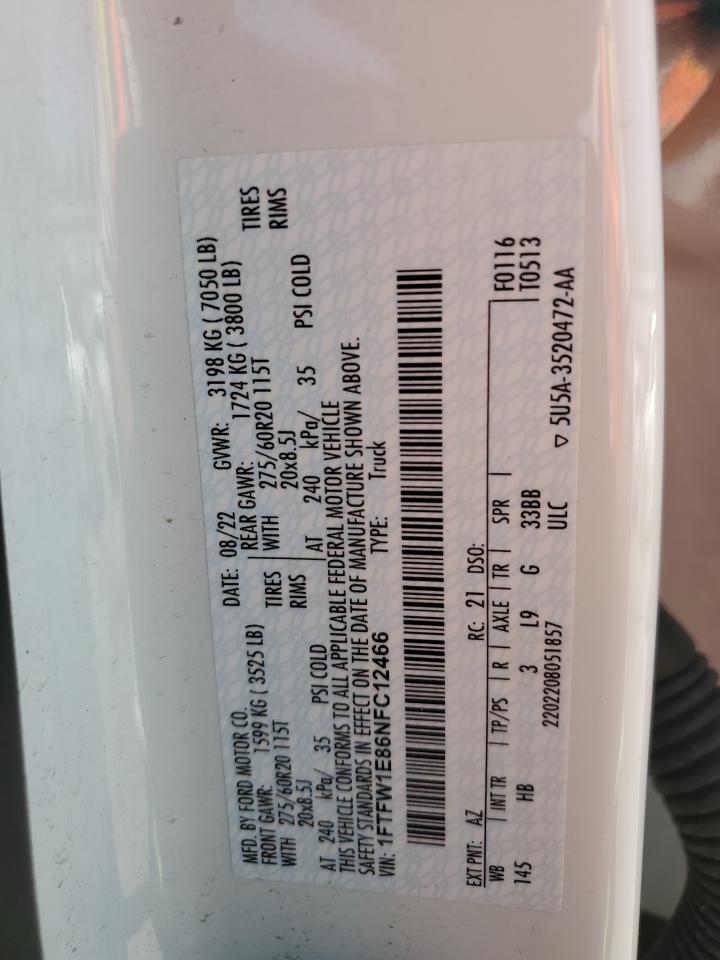 MFD. BY FORD MOTOR CO. DATE: 08/22 GVWR: 3198 KG ( 7050 LB)
FRONT GAWR: 1599 KG ( 3525 LB) REAR GAWR: 1724 KG ( 3800 LB)
WITH 275/60R20 115T TIRES WITH 275/60R20 115T TIRES
20x8.5J RIMS 20x8.5J RIMS
AT 240 kPa/ 35 PSI COLD AT 240 kPa/ 35 PSI COLD
THIS VEHICLE CONFORMS TO ALL APPLICABLE FEDERAL MOTOR VEHICLE
SAFETY STANDARDS IN EFFECT ON THE DATE OF MANUFACTURE SHOWN ABOVE.
VIN: 1FTFW1E86NFC12466 TYPE: Truck
EXT PNT: AZ RC: 21 DSO: F0116
WB INT TR TP/PS R AXLE TR SPR T0513
145 HB 3 L9 G 33BB
2202208051857 ULC ▽ 5U5A-3520472-AA